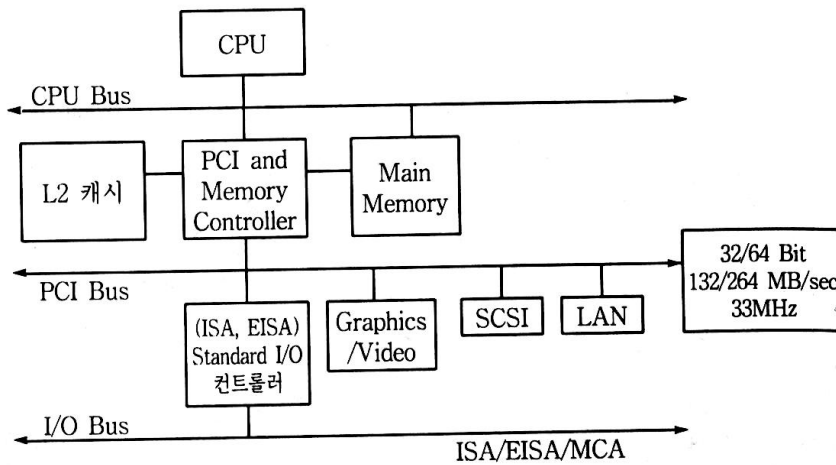 CPU
CPU Bus
L2 캐시
PCI and
Memory
Controller
Main
Memory
PCI Bus
32/64 Bit
132/264 MB/sec
33MHz
(ISA, EISA)
Standard I/O
컨트롤러
Graphics
/Video
SCSI
LAN
I/O Bus
ISA/EISA/MCA